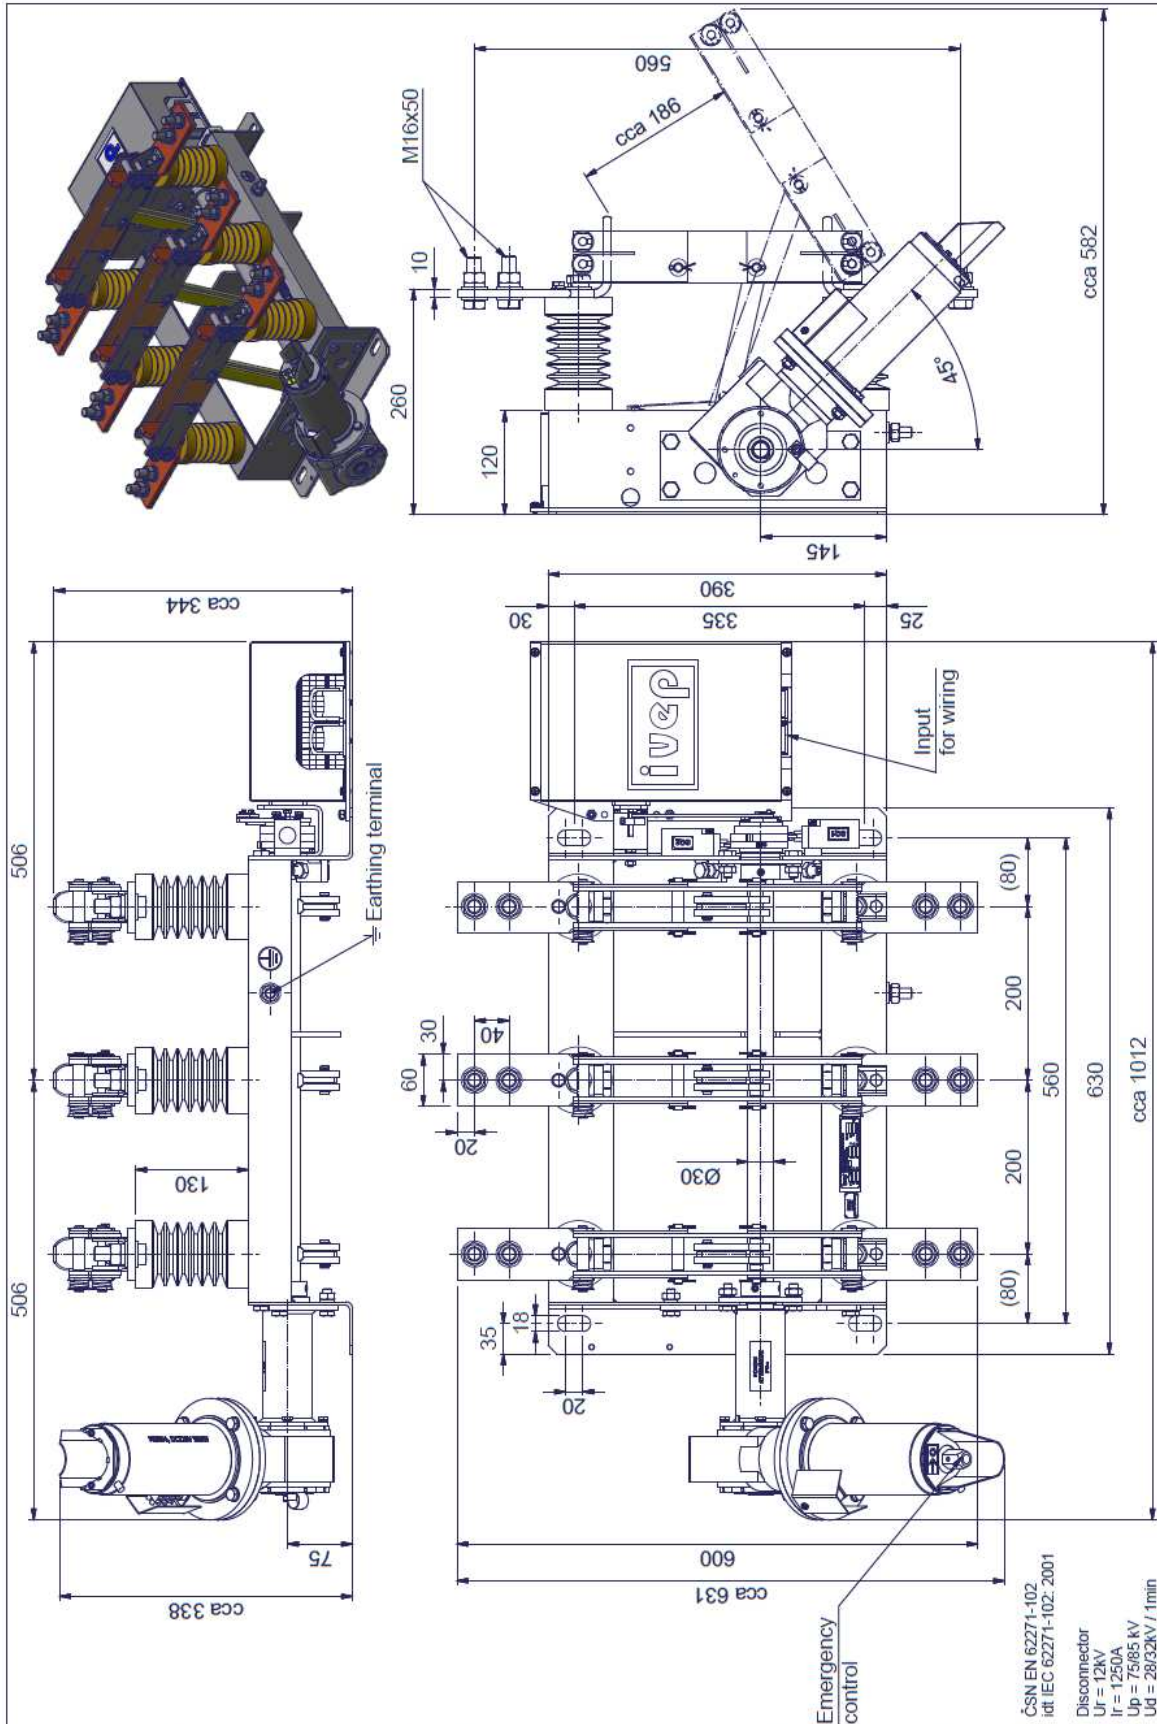 560
cca 186
M16x50
10
260
120
45°
cca 582
145
cca 344
506
506
Earthing terminal
130
75
cca 338
390
30
335
25
ivep
Input
for wiring
(80)
200
560
630
cca 1012
200
(80)
30
40
60
20
Ø30
18
35
20
600
cca 631
Emergency
control
ČSN EN 62271-102
idt IEC 62271-102: 2001
Disconnector
Ur = 12kV
Ir = 1250A
Up = 75/85 kV
Ud = 28/32kV / 1min